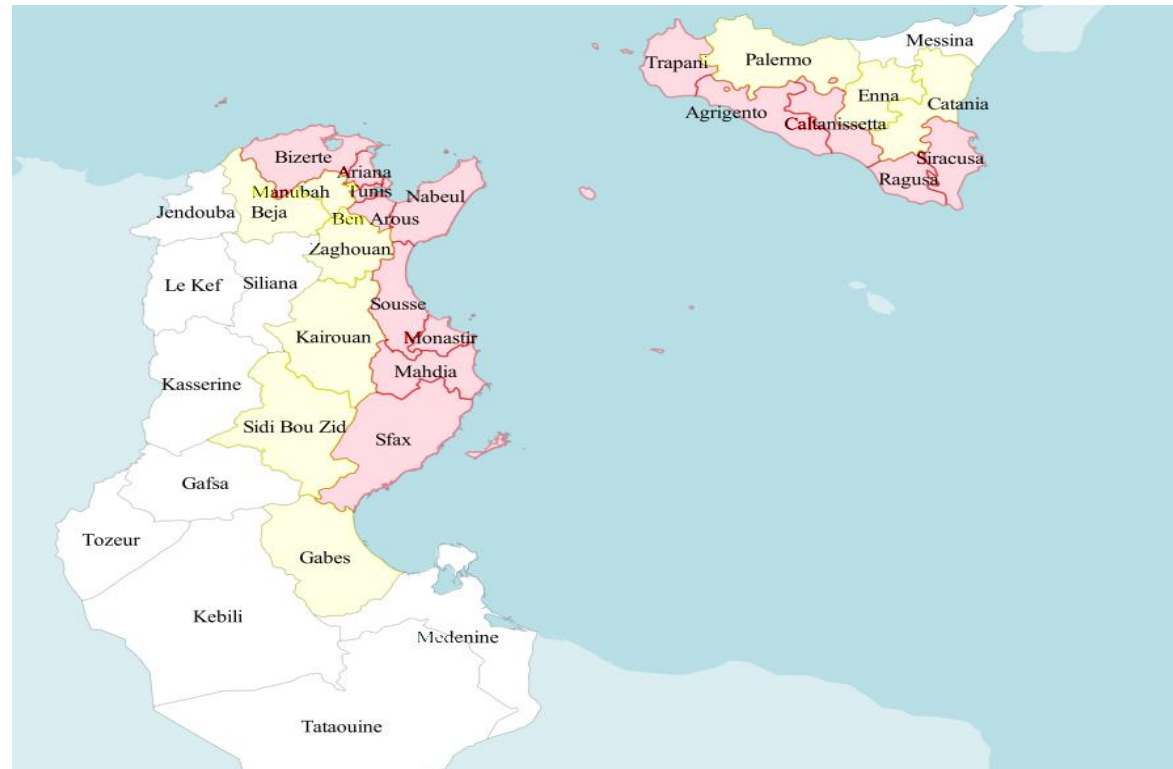 Messina
Trapani
Palermo
Enna
Catania
Agrigento
Caltanissetta
Siracusa
Ragusa
Bizerte
Ariana
Tunis
Manubah
Nabeul
Jendouba
Beja
Ben Arous
Zaghouan
Le Kef
Siliana
Sousse
Kairouan
Monastir
Mahdia
Kasserine
Sidi Bou Zid
Sfax
Gafsa
Tozeur
Gabes
Kebili
Medenine
Tataouine